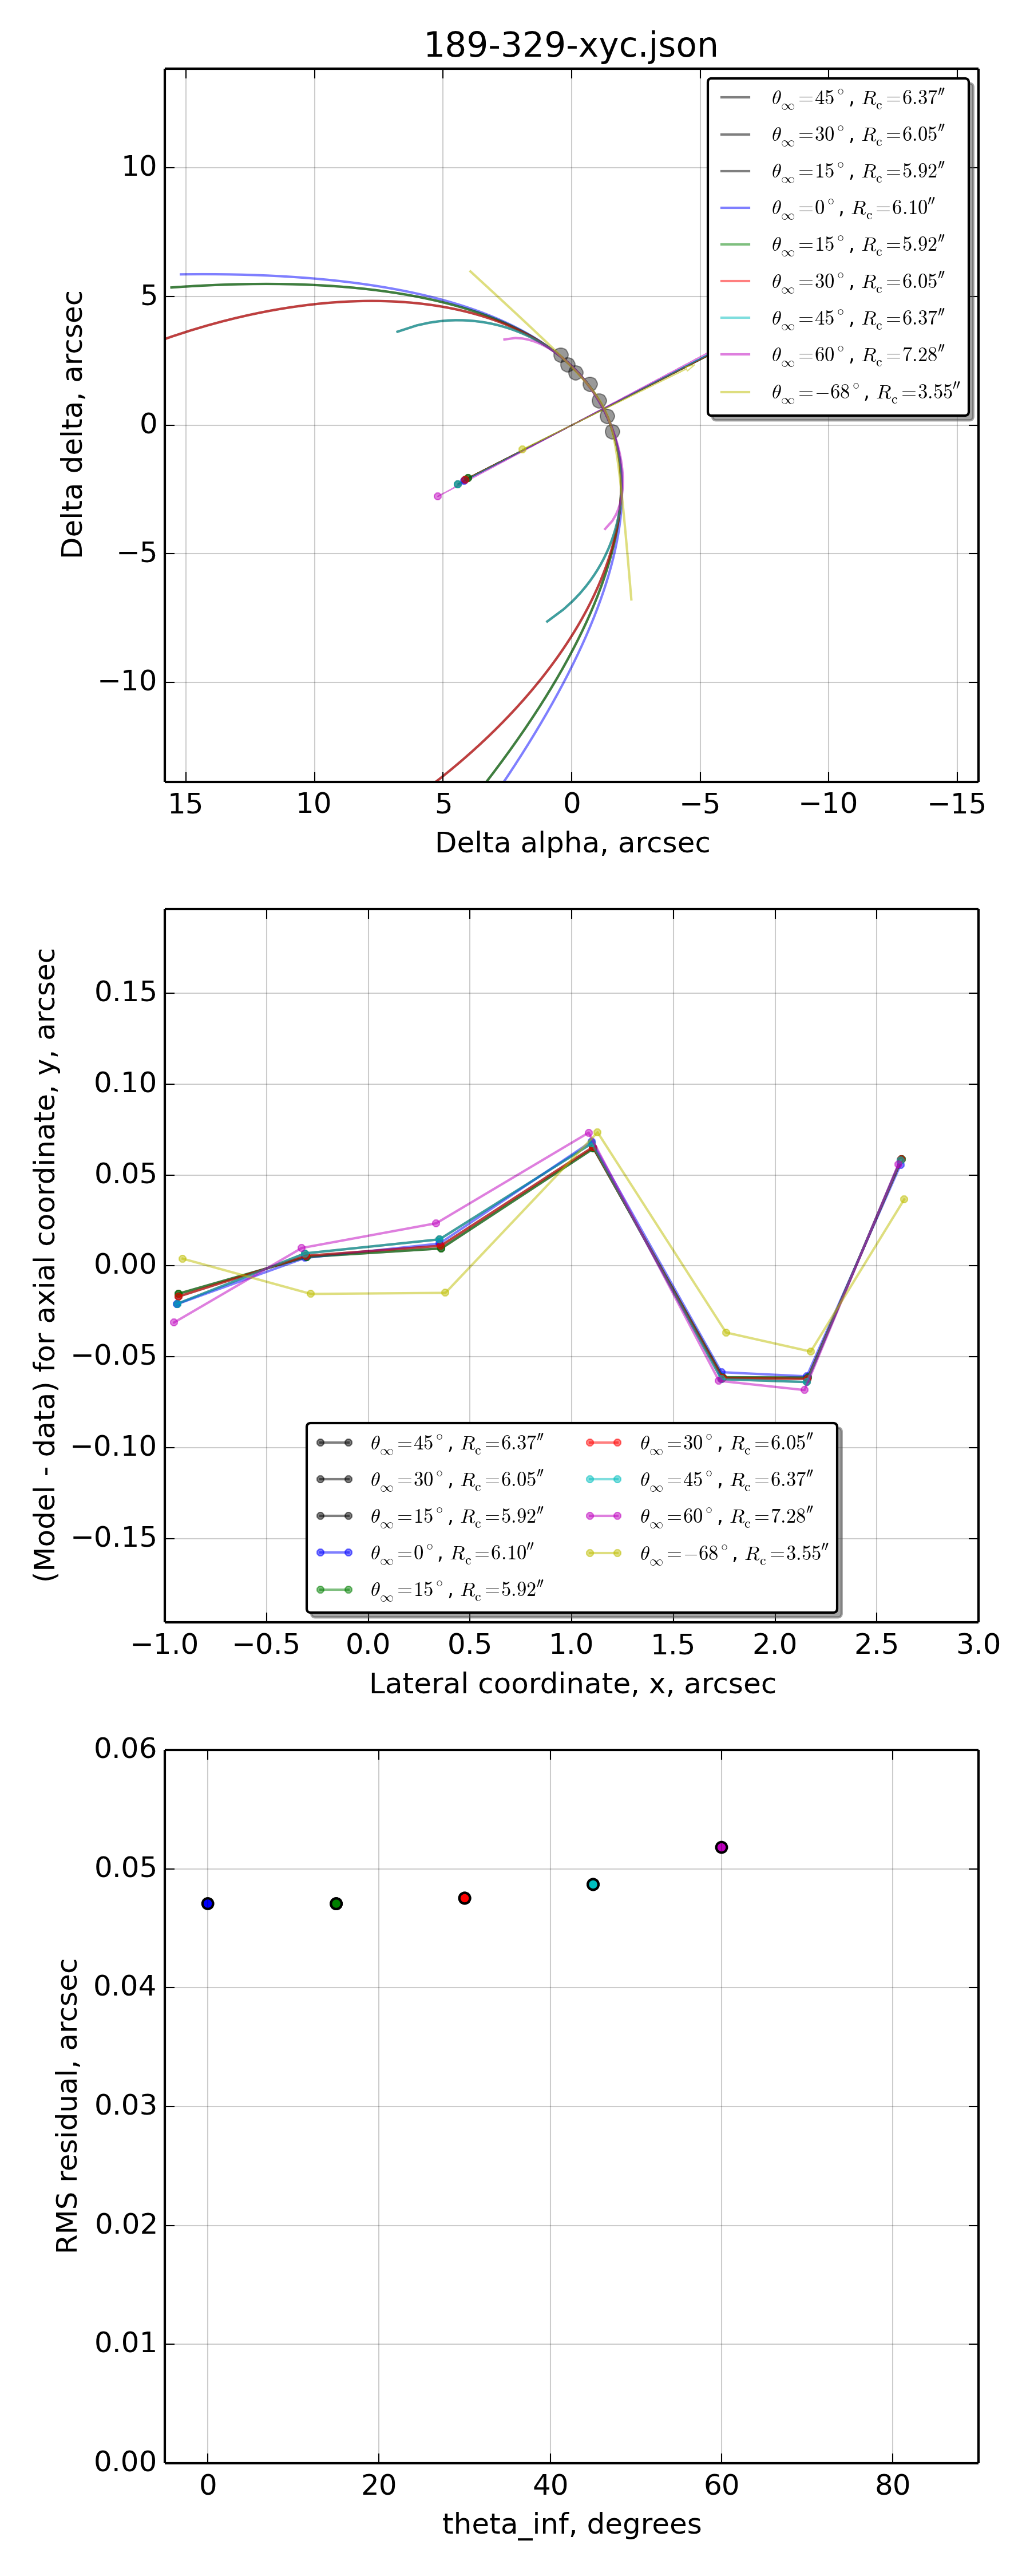 189-329-xyc.json
θ∞=45°, Rc=6.37″
θ∞=30°, Rc=6.05″
θ∞=15°, Rc=5.92″
θ∞=0°, Rc=6.10″
θ∞=15°, Rc=5.92″
θ∞=30°, Rc=6.05″
θ∞=45°, Rc=6.37″
θ∞=60°, Rc=7.28″
θ∞=−68°, Rc=3.55″
10
5
0
−5
−10
Delta delta, arcsec
15 10 5 0 −5 −10 −15
Delta alpha, arcsec
0.15
0.10
0.05
0.00
−0.05
−0.10
−0.15
(Model - data) for axial coordinate, y, arcsec
θ∞=45°, Rc=6.37″ θ∞=30°, Rc=6.05″
θ∞=30°, Rc=6.05″ θ∞=45°, Rc=6.37″
θ∞=15°, Rc=5.92″ θ∞=60°, Rc=7.28″
θ∞=0°, Rc=6.10″ θ∞=−68°, Rc=3.55″
θ∞=15°, Rc=5.92″
−1.0 −0.5 0.0 0.5 1.0 1.5 2.0 2.5 3.0
Lateral coordinate, x, arcsec
0.06
0.05
0.04
0.03
0.02
0.01
0.00
RMS residual, arcsec
0 20 40 60 80
theta_inf, degrees